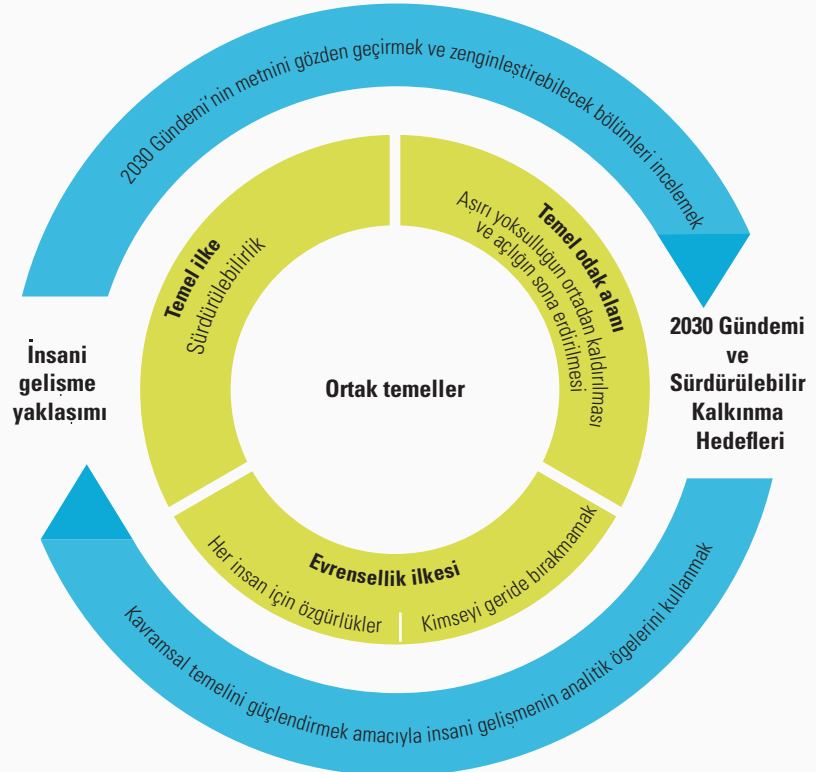 2030 Gündemi'nin metnini gözden geçirmek ve zenginleştirebilecek bölümleri incelemek
Temel ilke
Sürdürülebilirlik
Temel odak alanı
Aşırı yoksulluğun ortadan kaldırılması
ve açlığın sona erdirilmesi
İnsani
gelişme
yaklaşımı
Ortak temeller
2030 Gündemi
ve
Sürdürülebilir
Kalkınma
Hedefleri
Evrensellik ilkesi
Her insan için özgürlükler
Kimseyi geride bırakmamak
Kavramsal temelini güçlendirmek amacıyla insani gelişmenin analitik ögelerini kullanmak